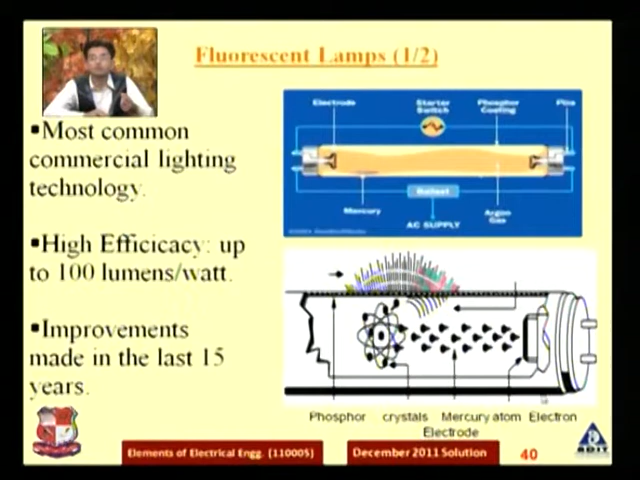 Fluorescent Lamps (1/2)
▪Most common
commercial lighting
technology.
▪High Efficicacy: up
to 100 lumens/watt.
▪Improvements
made in the last 15
years.
Electrode
Starter
Switch
Phosphor
Coating
Pins
Mercury
Ballast
Argon
Gas
AC SUPPLY
Phosphor crystals Mercury atom Electron
Electrode
Elements of Electrical Engg. (110005)
December 2011 Solution
40